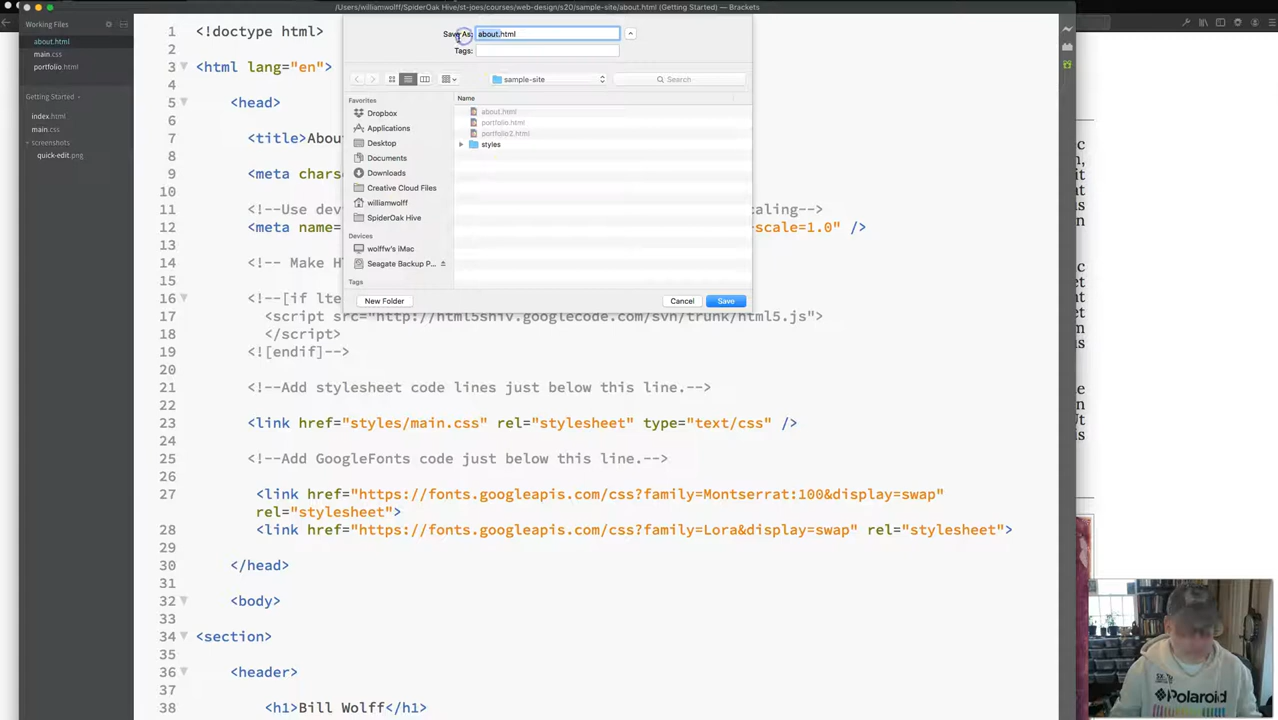 /Users/williamwolff/SpiderOak Hive/st-joes/courses/web-design/s20/sample-site/about.html (Getting Started) — Brackets
Working Files
about.html
main.css
portfolio.html
Getting Started
index.html
main.css
screenshots
quick-edit.png
Save As: about.html
Tags:
sample-site
Search
Favorites
Dropbox
Applications
Desktop
Documents
Downloads
Creative Cloud Files
williamwolff
SpiderOak Hive
Devices
wolffw's iMac
Seagate Backup P...
Tags
Name
about.html
portfolio.html
portfolio2.html
styles
New Folder
Cancel
Save
1 <!doctype html>
2
3 <html lang="en">
4
5 <head>
6
7 <title>Abou
8
9 <meta chars
10
11 <!--Use dev aling-->
12 <meta name= -scale=1.0" />
13
14 <!-- Make H
15
16 <!--[if lte
17 <script src="http://html5shiv.googlecode.com/svn/trunk/html5.js">
18 </script>
19 <![endif]-->
20
21 <!--Add stylesheet code lines just below this line.-->
22
23 <link href="styles/main.css" rel="stylesheet" type="text/css" />
24
25 <!--Add GoogleFonts code just below this line.-->
26
27 <link href="https://fonts.googleapis.com/css?family=Montserrat:100&display=swap"
rel="stylesheet">
28 <link href="https://fonts.googleapis.com/css?family=Lora&display=swap" rel="stylesheet">
29
30 </head>
31
32 <body>
33
34 <section>
35
36 <header>
37
38 <h1>Bill Wolff</h1>
Polaroid